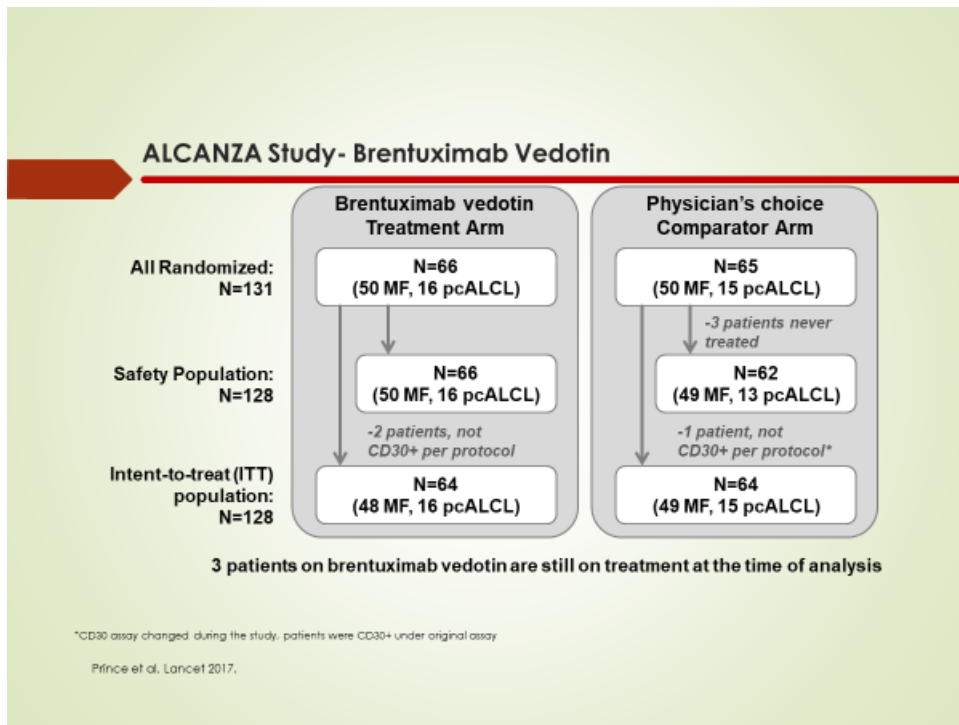 ALCANZA Study- Brentuximab Vedotin
Brentuximab vedotin
Treatment Arm
Physician's choice
Comparator Arm
All Randomized:
N=131
N=66
(50 MF, 16 pcALCL)
N=65
(50 MF, 15 pcALCL)
-3 patients never
treated
Safety Population:
N=128
N=66
(50 MF, 16 pcALCL)
N=62
(49 MF, 13 pcALCL)
-2 patients, not
CD30+ per protocol
-1 patient, not
CD30+ per protocol*
Intent-to-treat (ITT)
population:
N=128
N=64
(48 MF, 16 pcALCL)
N=64
(49 MF, 15 pcALCL)
3 patients on brentuximab vedotin are still on treatment at the time of analysis
*CD30 assay changed during the study, patients were CD30+ under original assay
Prince et al. Lancet 2017.